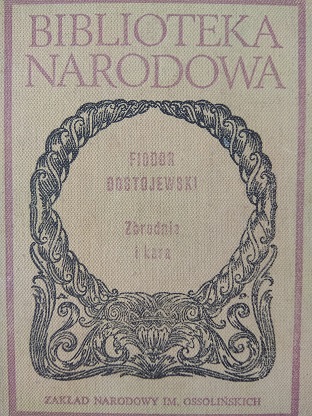 BIBLIOTEKA
NARODOWA
FIODOR
DOSTOJEWSKI
Zbrodnia
i kara
ZAKŁAD NARODOWY IM. OSSOLIŃSKICH